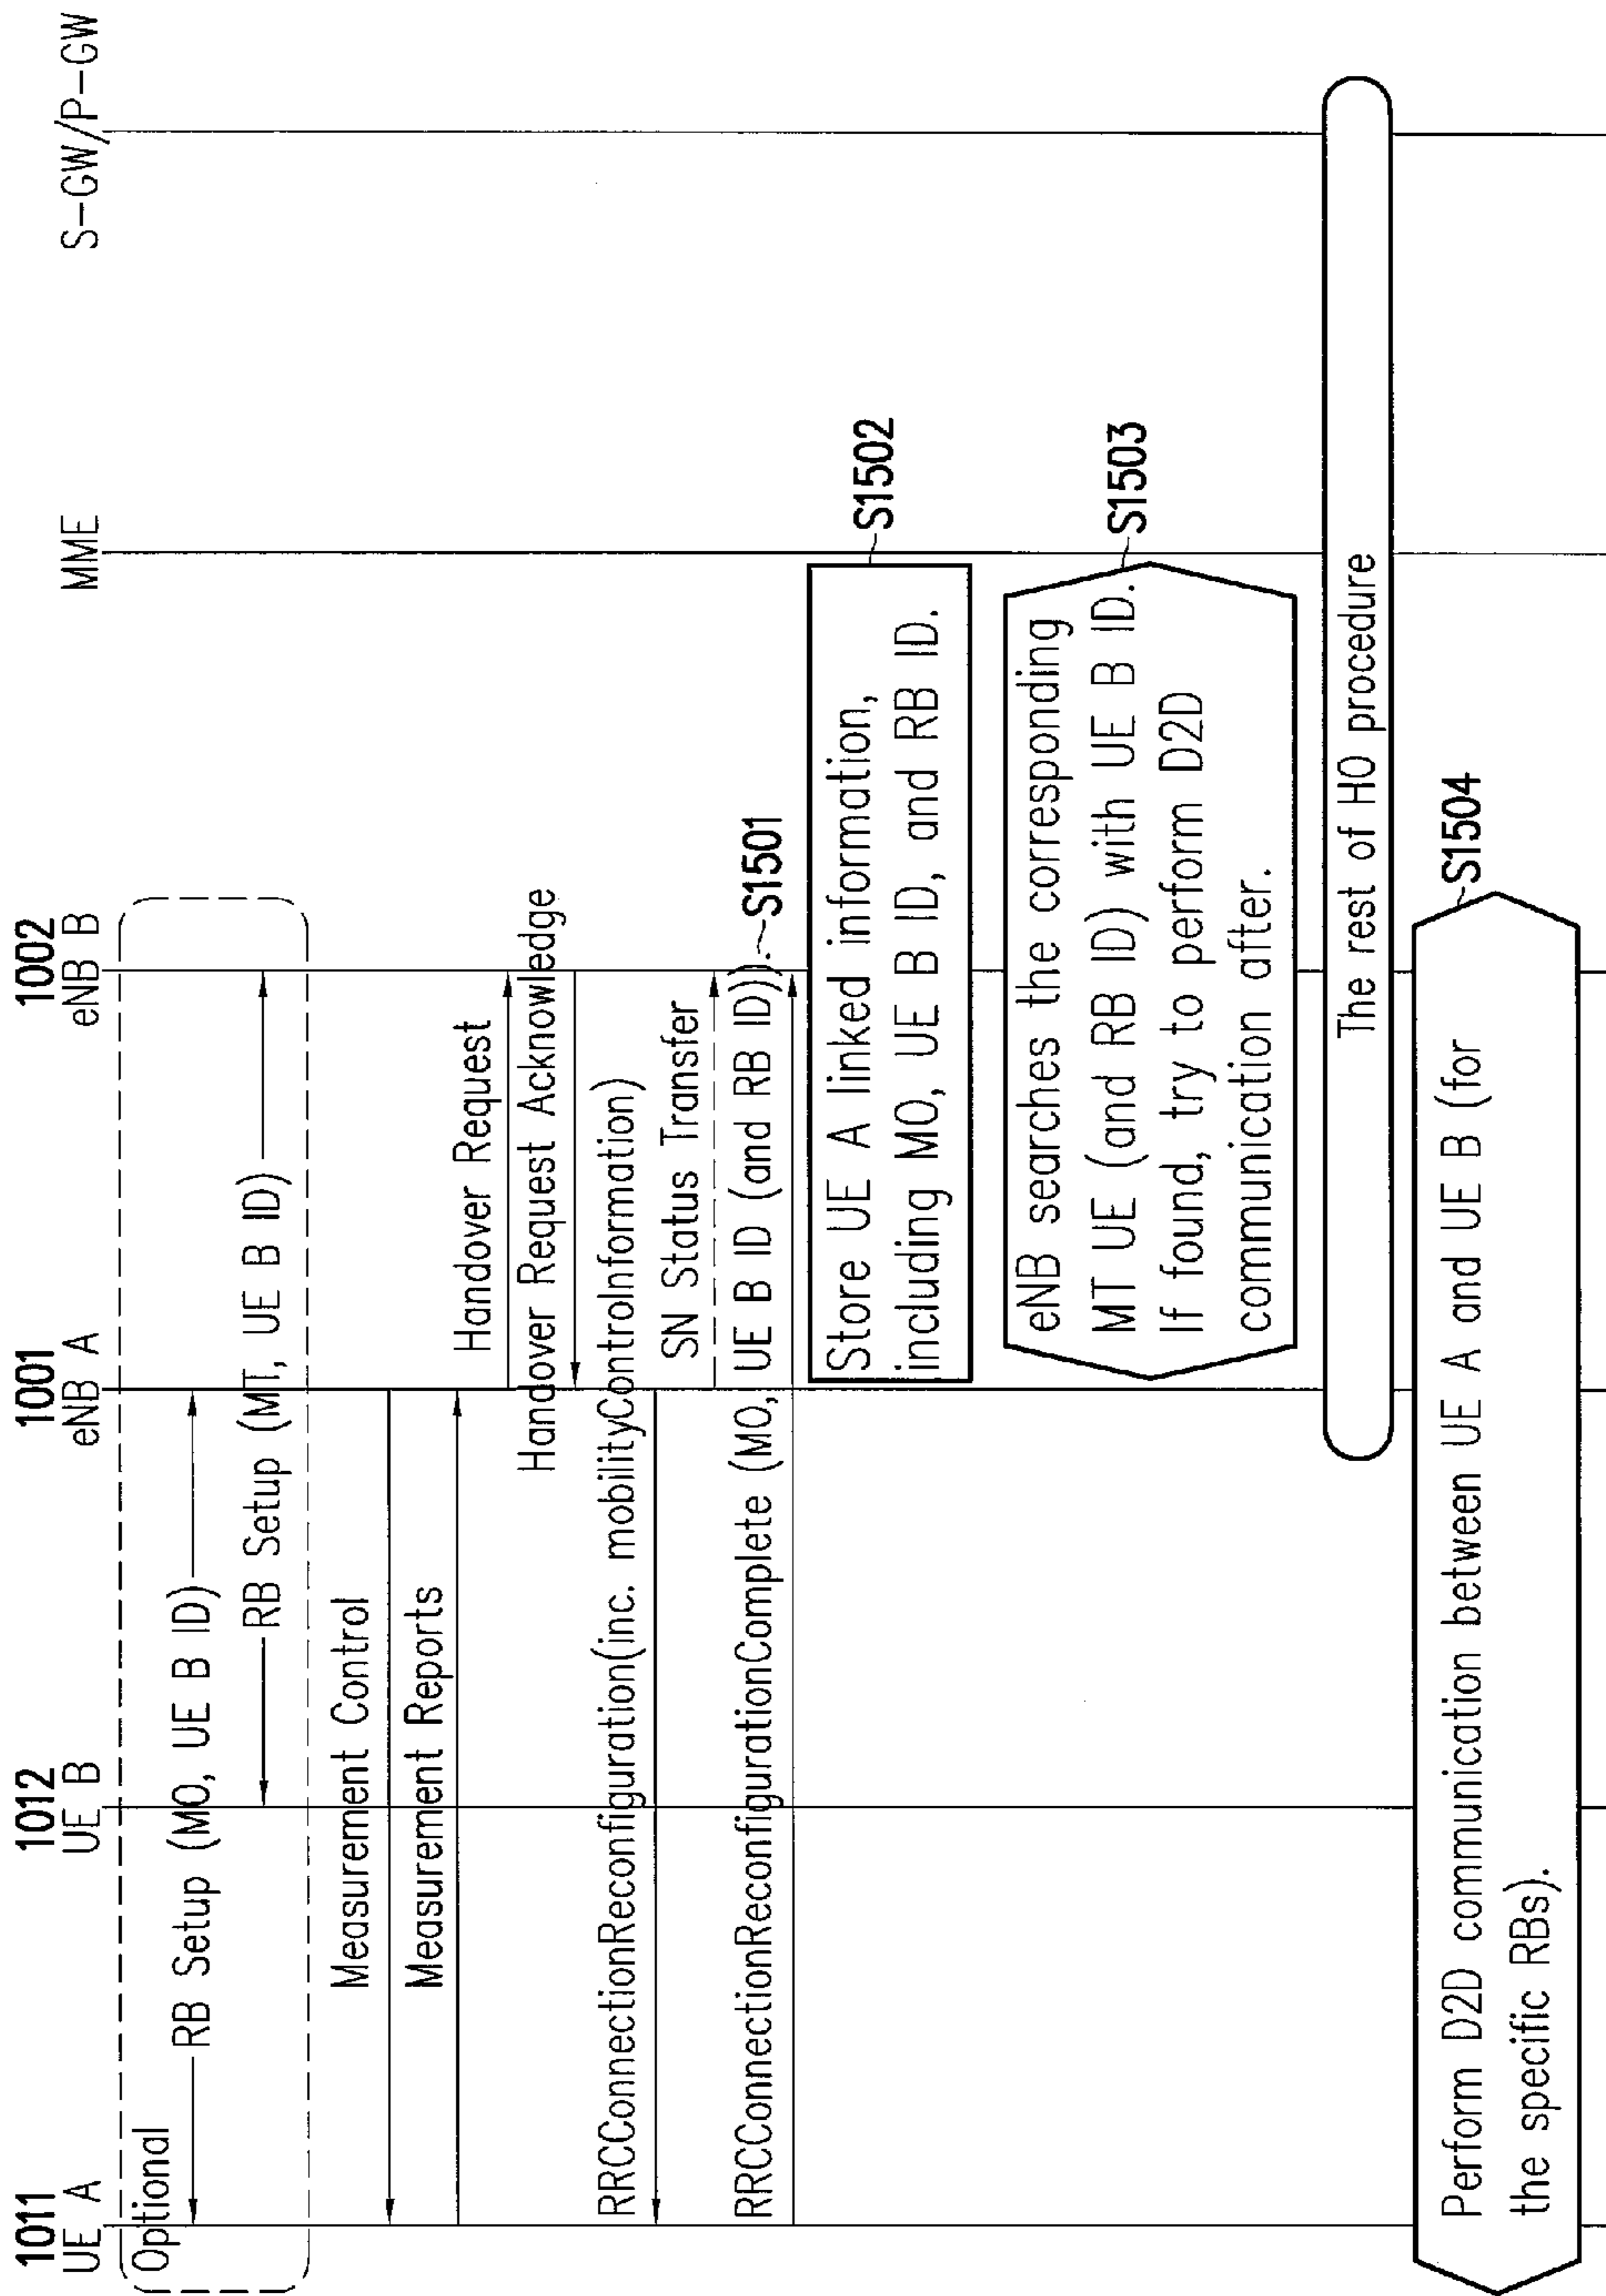 1011
UE A
1012
UE B
1001
eNB A
1002
eNB B
MME
S-GW/P-GW
Optional
RB Setup (MO, UE B ID)
RB Setup (MT, UE B ID)
Measurement Control
Measurement Reports
Handover Request
Handover Request Acknowledge
RRCConnectionReconfiguration(inc. mobilityControlInformation)
SN Status Transfer
RRCConnectionReconfigurationComplete (MO, UE B ID (and RB ID)).
S1501
Store UE A linked information,
including MO, UE B ID, and RB ID.
S1502
eNB searches the corresponding
MT UE (and RB ID) with UE B ID.
If found, try to perform D2D
communication after.
S1503
The rest of HO procedure
Perform D2D communication between UE A and UE B (for
the specific RBs).
S1504